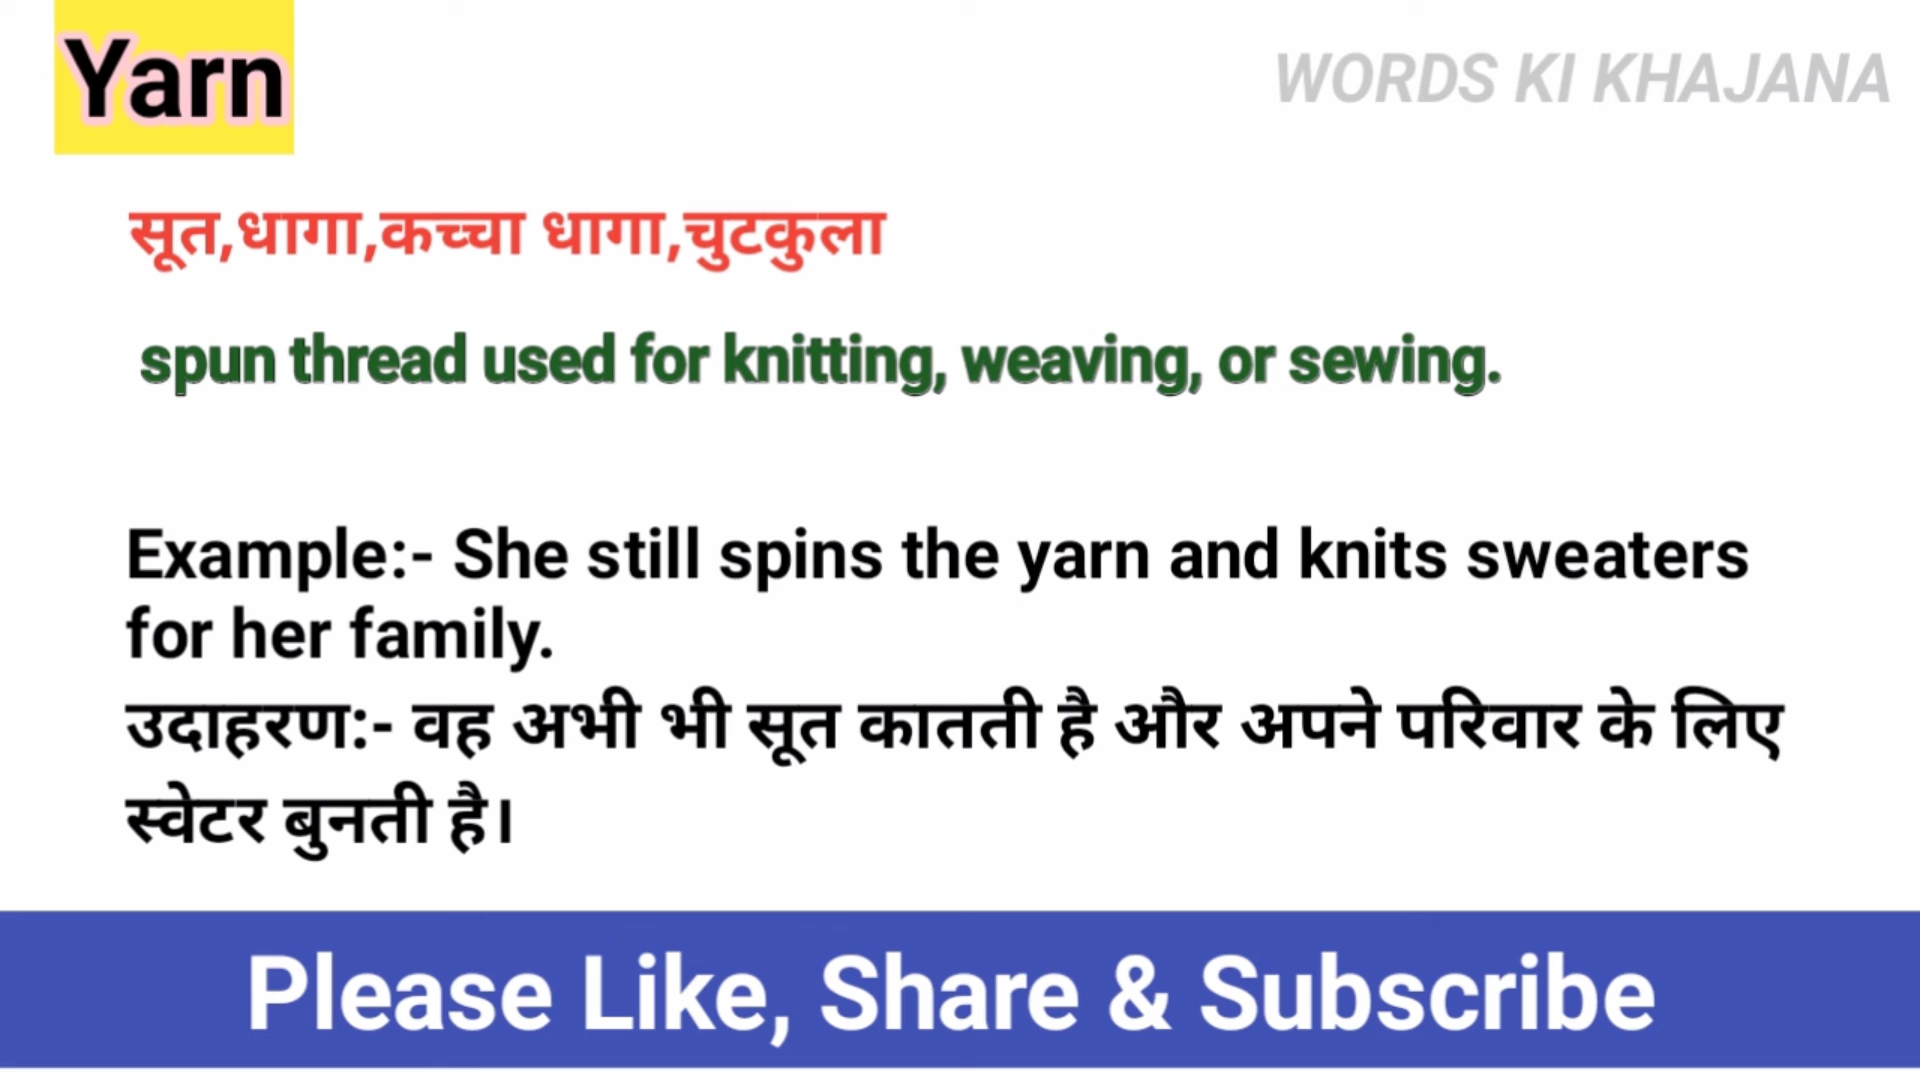 Yarn
WORDS KI KHAJANA
सूत,धागा,कच्चा धागा,चुटकुला
spun thread used for knitting, weaving, or sewing.
Example:- She still spins the yarn and knits sweaters
for her family.
उदाहरण:- वह अभी भी सूत कातती है और अपने परिवार के लिए
स्वेटर बुनती है।
Please Like, Share & Subscribe